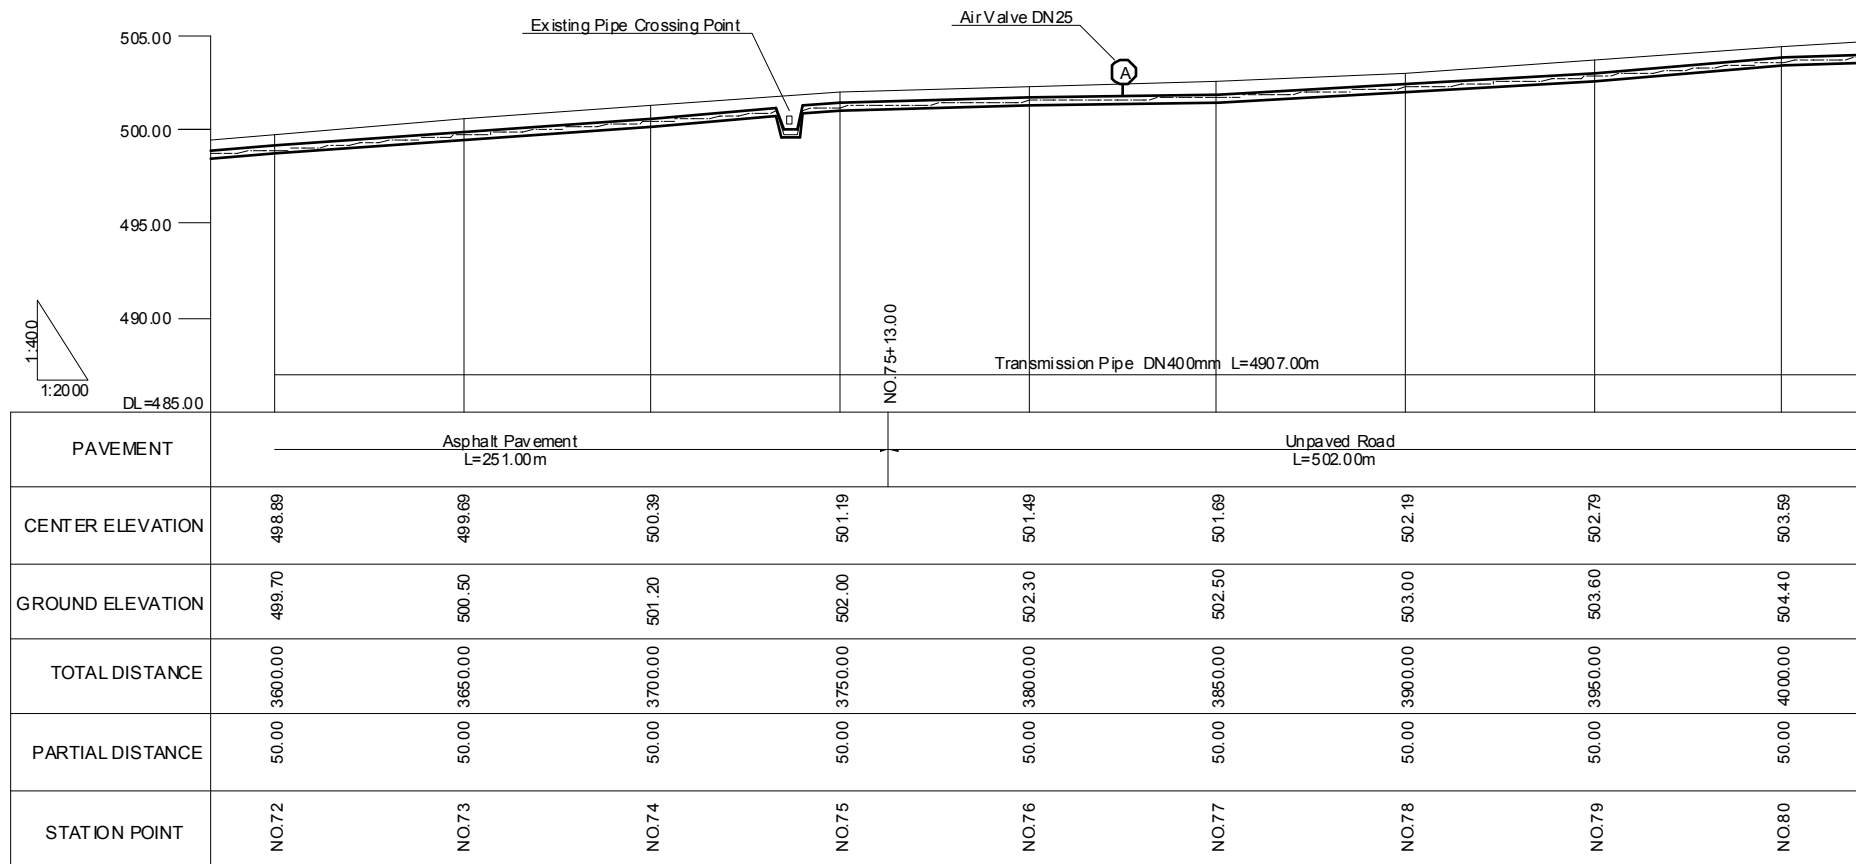 Existing Pipe Crossing Point
Air Valve DN25
A
505.00
500.00
495.00
490.00
1:400
1:2000
DL=485.00
NO.75+13.00
Transmission Pipe DN400mm L=4907.00m
PAVEMENT
Asphalt Pavement
L=251.00m
Unpaved Road
L=502.00m
CENTER ELEVATION 498.89 499.69 500.39 501.19 501.49 501.69 502.19 502.79 503.59
GROUND ELEVATION 499.70 500.50 501.20 502.00 502.30 502.50 503.00 503.60 504.40
TOTAL DISTANCE 3600.00 3650.00 3700.00 3750.00 3800.00 3850.00 3900.00 3950.00 4000.00
PARTIAL DISTANCE 50.00 50.00 50.00 50.00 50.00 50.00 50.00 50.00 50.00
STATION POINT NO.72 NO.73 NO.74 NO.75 NO.76 NO.77 NO.78 NO.79 NO.80